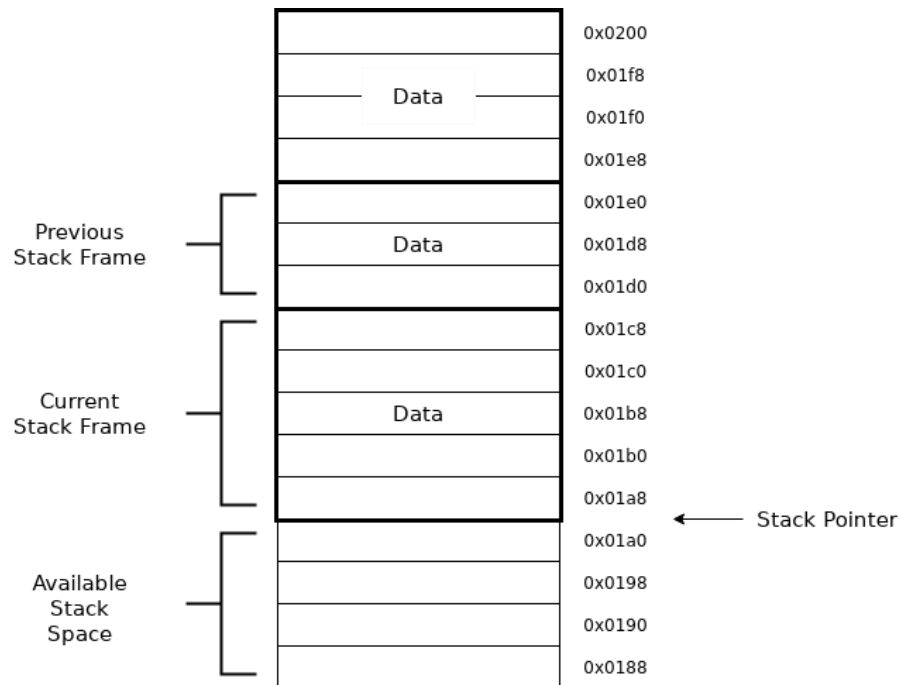 0x0200
0x01f8
Data
0x01f0
0x01e8
0x01e0
Previous
Stack Frame
Data
0x01d8
0x01d0
0x01c8
0x01c0
Current
Stack Frame
Data
0x01b8
0x01b0
0x01a8
Stack Pointer
0x01a0
Available
Stack
Space
0x0198
0x0190
0x0188